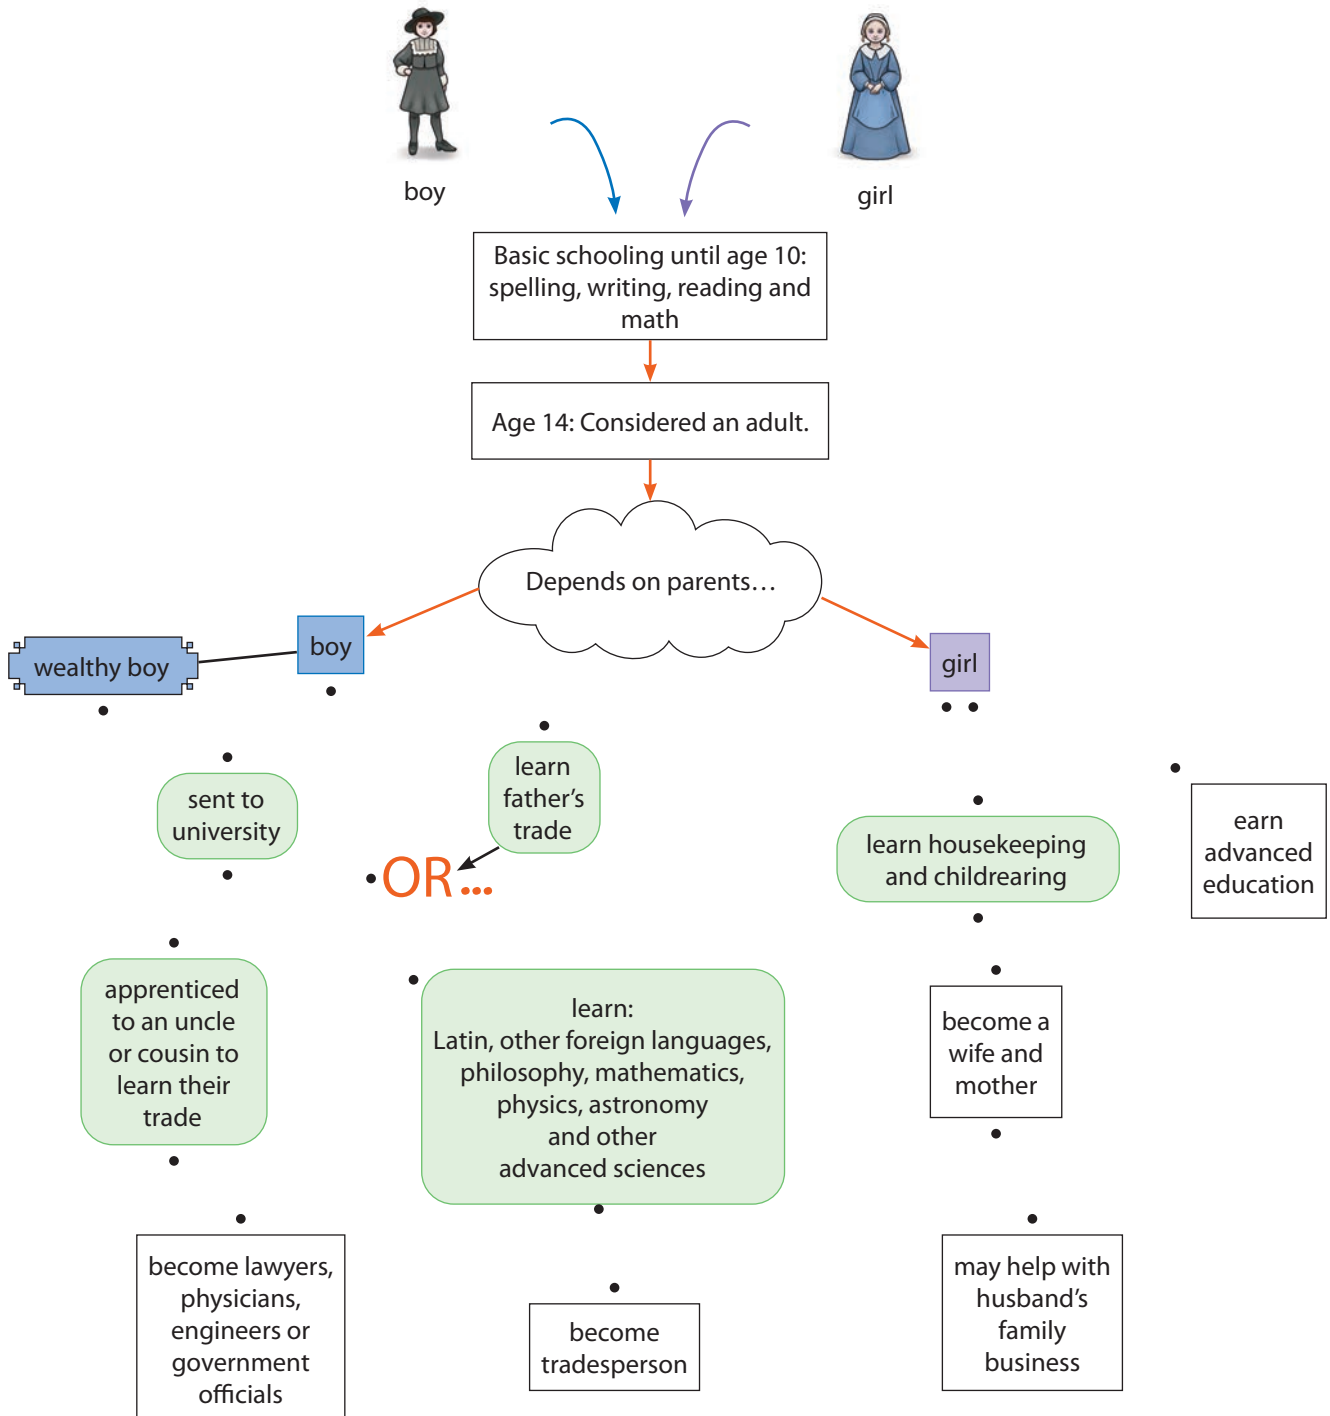 boy
girl
Basic schooling until age 10:
spelling, writing, reading and
math
Age 14: Considered an adult.
Depends on parents…
wealthy boy
boy
girl
sent to
university
learn
father’s
trade
OR...
learn housekeeping
and childrearing
earn
advanced
education
apprenticed
to an uncle
or cousin to
learn their
trade
learn:
Latin, other foreign languages,
philosophy, mathematics,
physics, astronomy
and other
advanced sciences
become a
wife and
mother
become lawyers,
physicians,
engineers or
government
officials
become
tradesperson
may help with
husband’s
family
business